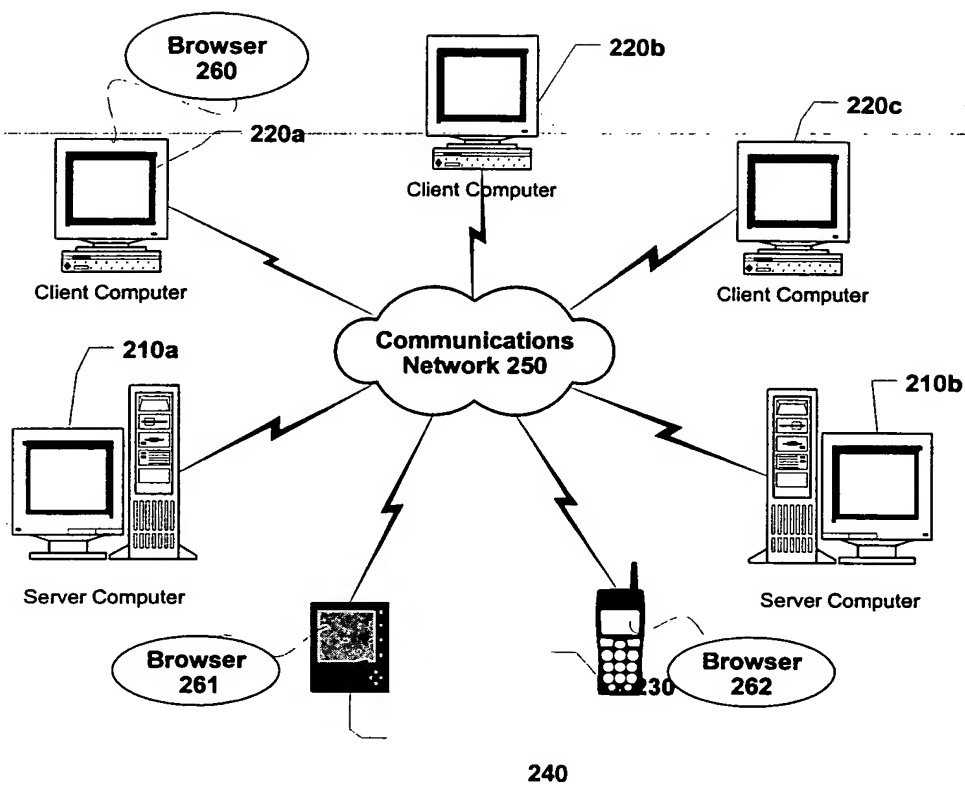 Browser
260
220b
220c
220a
Client Computer
Client Computer
Client Computer
Communications
Network 250
210a
210b
Server Computer
Server Computer
Browser
261
230
Browser
262
240